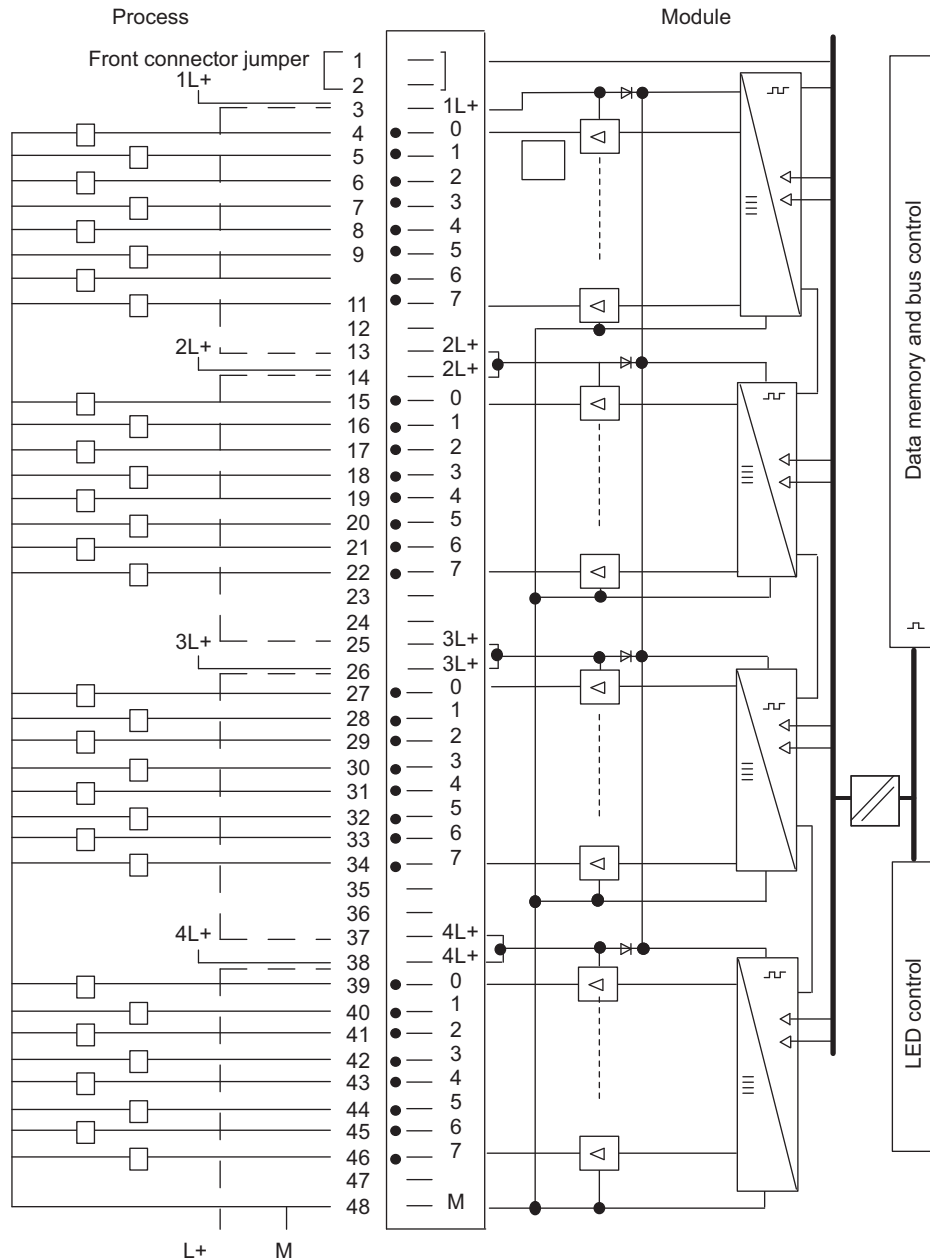 Process Module
Front connector jumper 1
1L+ 2
3 1L+
4 0
5 1
6 2
7 3
8 4
9 5
6
11 7
12
2L+ 13 2L+
14 2L+
15 0
16 1
17 2
18 3
19 4
20 5
21 6
22 7
23
24
3L+ 25 3L+
26 3L+
27 0
28 1
29 2
30 3
31 4
32 5
33 6
34 7
35
36
4L+ 37 4L+
38 4L+
39 0
40 1
41 2
42 3
43 4
44 5
45 6
46 7
47
48 M
L+ M
Data memory and bus control
LED control